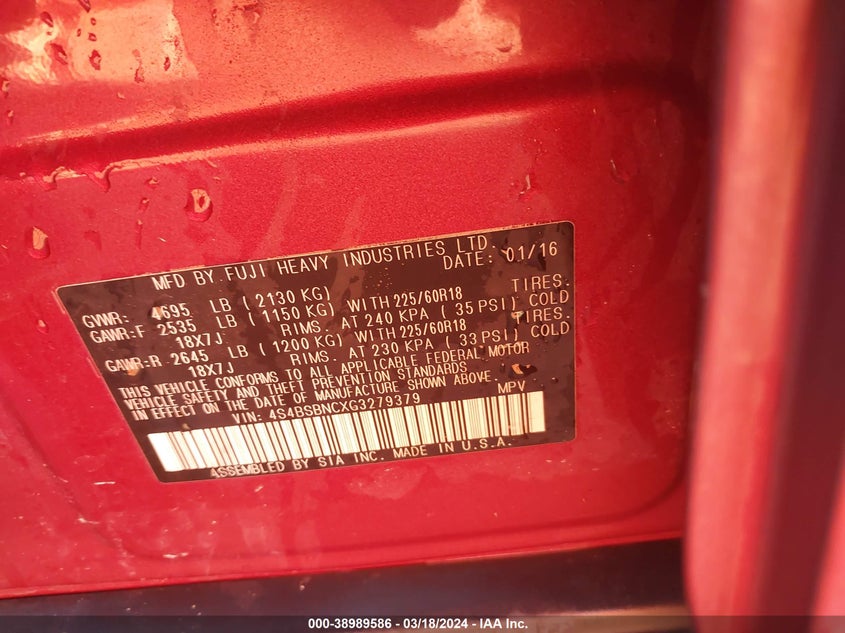 MFD BY FUJI HEAVY INDUSTRIES LTD.
DATE: 01/16
GVWR: 4695 LB (2130 KG)
GAWR:F 2535 LB (1150 KG) WITH 225/60R18 TIRES.
18X7J RIMS. AT 240 KPA (35 PSI) COLD
GAWR:R 2645 LB (1200 KG) WITH 225/60R18 TIRES.
18X7J RIMS. AT 230 KPA (33 PSI) COLD
THIS VEHICLE CONFORMS TO ALL APPLICABLE FEDERAL MOTOR
VEHICLE SAFETY AND THEFT PREVENTION STANDARDS
IN EFFECT ON THE DATE OF MANUFACTURE SHOWN ABOVE.
VIN: 4S4BSBNCXG3279379 MPV
ASSEMBLED BY SIA INC. MADE IN U.S.A.
000-38989586 - 03/18/2024 - IAA Inc.